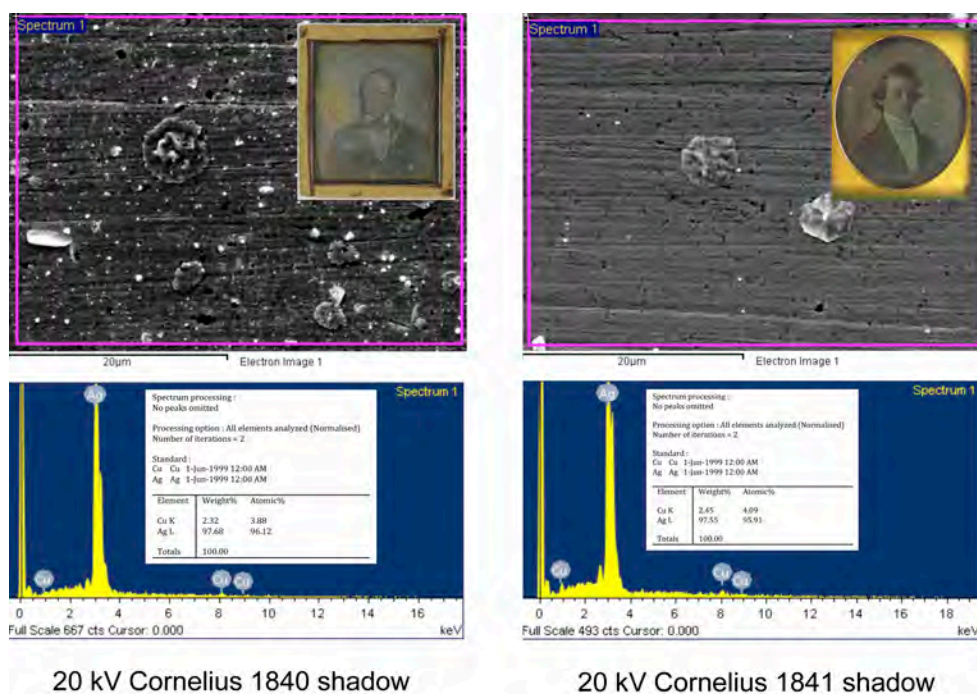 Spectrum 1
Spectrum 1
20µm Electron Image 1
20µm Electron Image 1
Spectrum 1
Ag
Spectrum processing :
No peaks omitted
Processing option : All elements analyzed (Normalised)
Number of iterations = 2
Standard :
Cu Cu 1-Jun-1999 12:00 AM
Ag Ag 1-Jun-1999 12:00 AM
Element Weight% Atomic%
Cu K 2.32 3.88
Ag L 97.68 96.12
Totals 100.00
Cu Cu Cu
0 2 4 6 8 10 12 14 16
Full Scale 667 cts Cursor: 0.000 keV
Spectrum 1
Ag
Spectrum processing :
No peaks omitted
Processing option : All elements analyzed (Normalised)
Number of iterations = 2
Standard :
Cu Cu 1-Jun-1999 12:00 AM
Ag Ag 1-Jun-1999 12:00 AM
Element Weight% Atomic%
Cu K 2.45 4.09
Ag L 97.55 95.91
Totals 100.00
Cu Cu Cu
0 2 4 6 8 10 12 14 16 18
Full Scale 493 cts Cursor: 0.000 keV
20 kV Cornelius 1840 shadow
20 kV Cornelius 1841 shadow